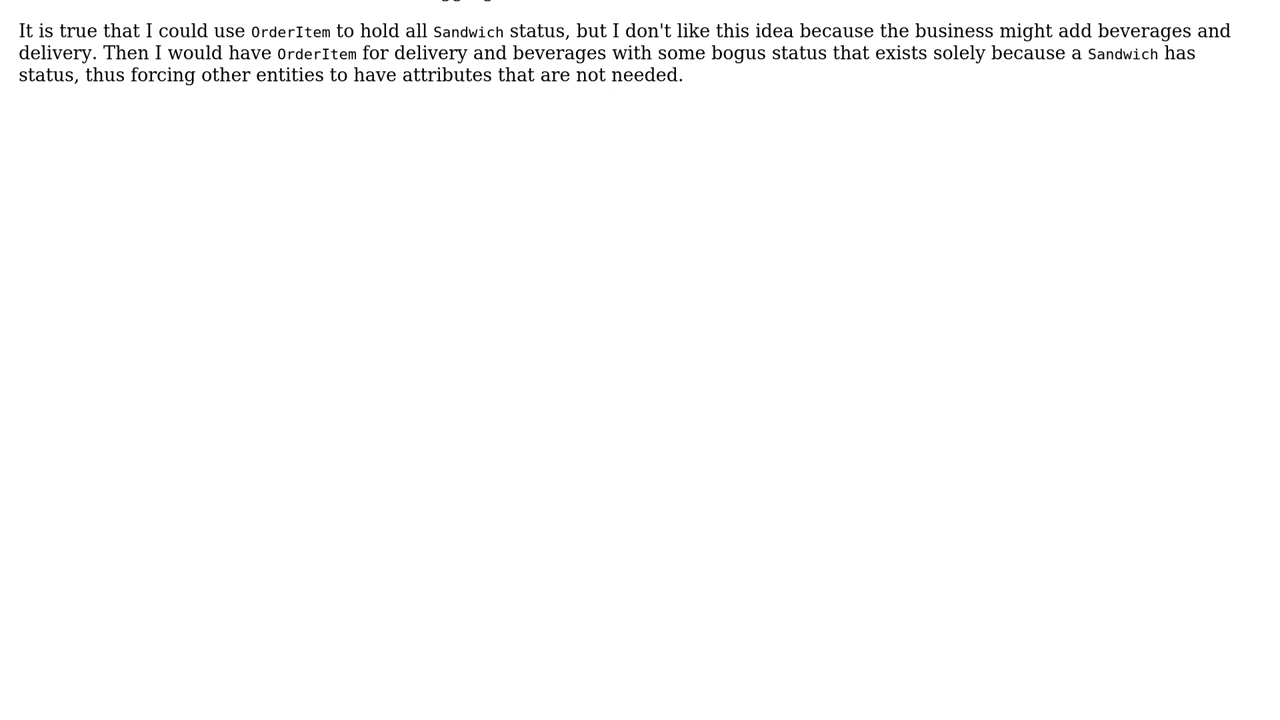 It is true that I could use OrderItem to hold all Sandwich status, but I don't like this idea because the business might add beverages and
delivery. Then I would have OrderItem for delivery and beverages with some bogus status that exists solely because a Sandwich has
status, thus forcing other entities to have attributes that are not needed.